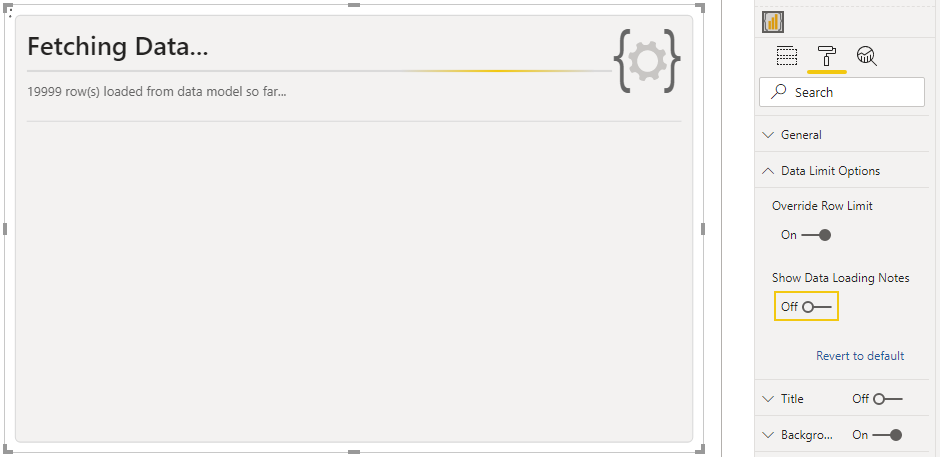 Fetching Data...
19999 row(s) loaded from data model so far...
Search
General
Data Limit Options
Override Row Limit
On
Show Data Loading Notes
Off
Revert to default
Title Off
Backgro... On